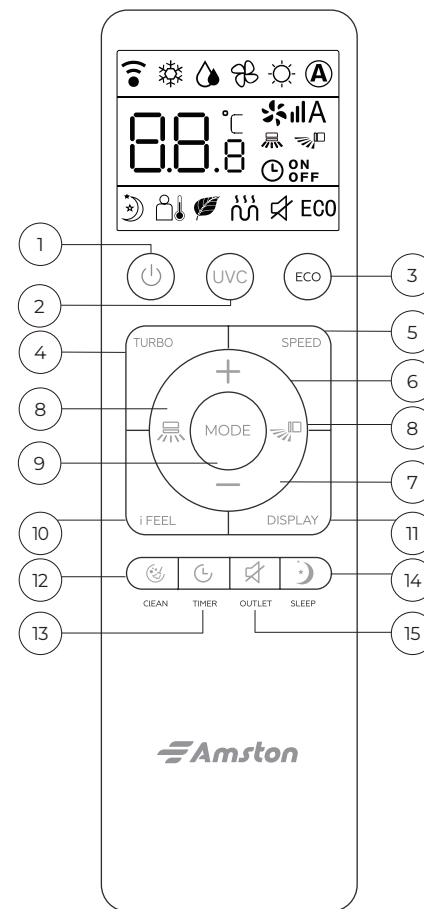 A
88.8 °C A
ON
OFF
ECO
1
2
UVC
ECO
3
4
TURBO
SPEED
5
6
8
MODE
8
9
7
10
i FEEL
DISPLAY
11
12
14
ClEAN TIMER OUTLET SLEEP
13
15
Amston